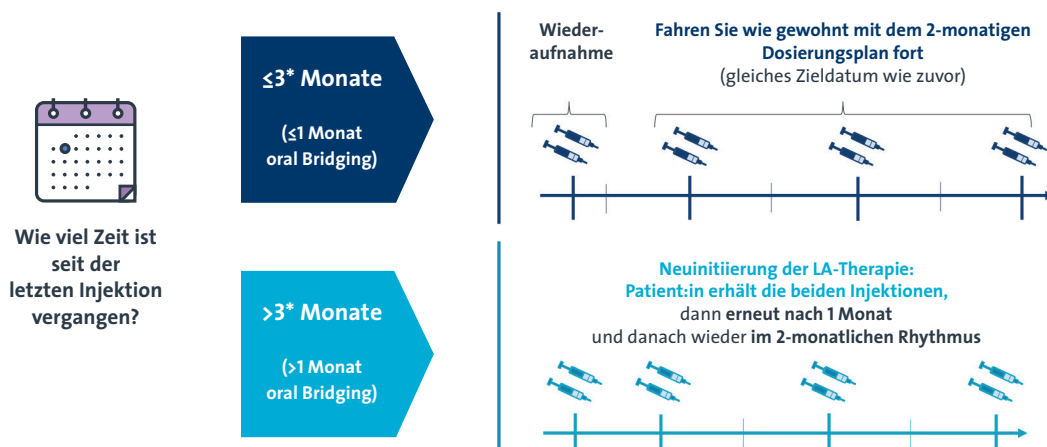 Wie viel Zeit ist
seit der
letzten Injektion
vergangen?
≤3* Monate
(≤1 Monat
oral Bridging)
Wieder-
aufnahme
Fahren Sie wie gewohnt mit dem 2-monatigen
Dosierungsplan fort
(gleiches Zieldatum wie zuvor)
>3* Monate
(>1 Monat
oral Bridging)
Neuinitiierung der LA-Therapie:
Patient:in erhält die beiden Injektionen,
dann erneut nach 1 Monat
und danach wieder im 2-monatlichen Rhythmus